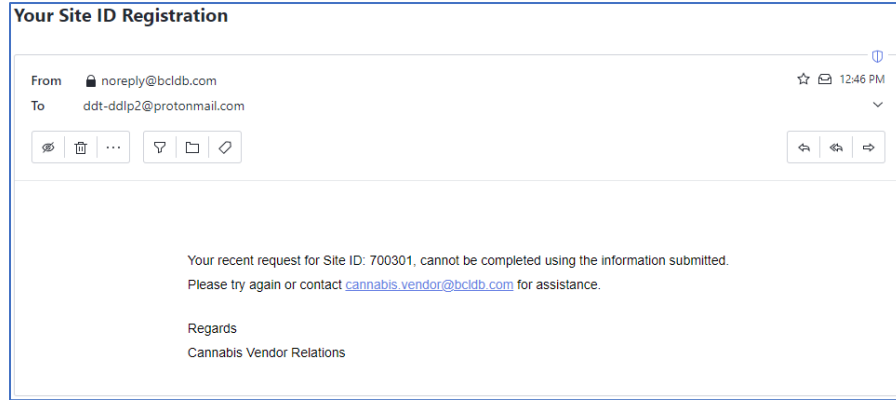 Your Site ID Registration
From noreply@bcldb.com
12:46 PM
To ddt-ddlp2@protonmail.com
Your recent request for Site ID: 700301, cannot be completed using the information submitted.
Please try again or contact cannabis.vendor@bcldb.com for assistance.
Regards
Cannabis Vendor Relations